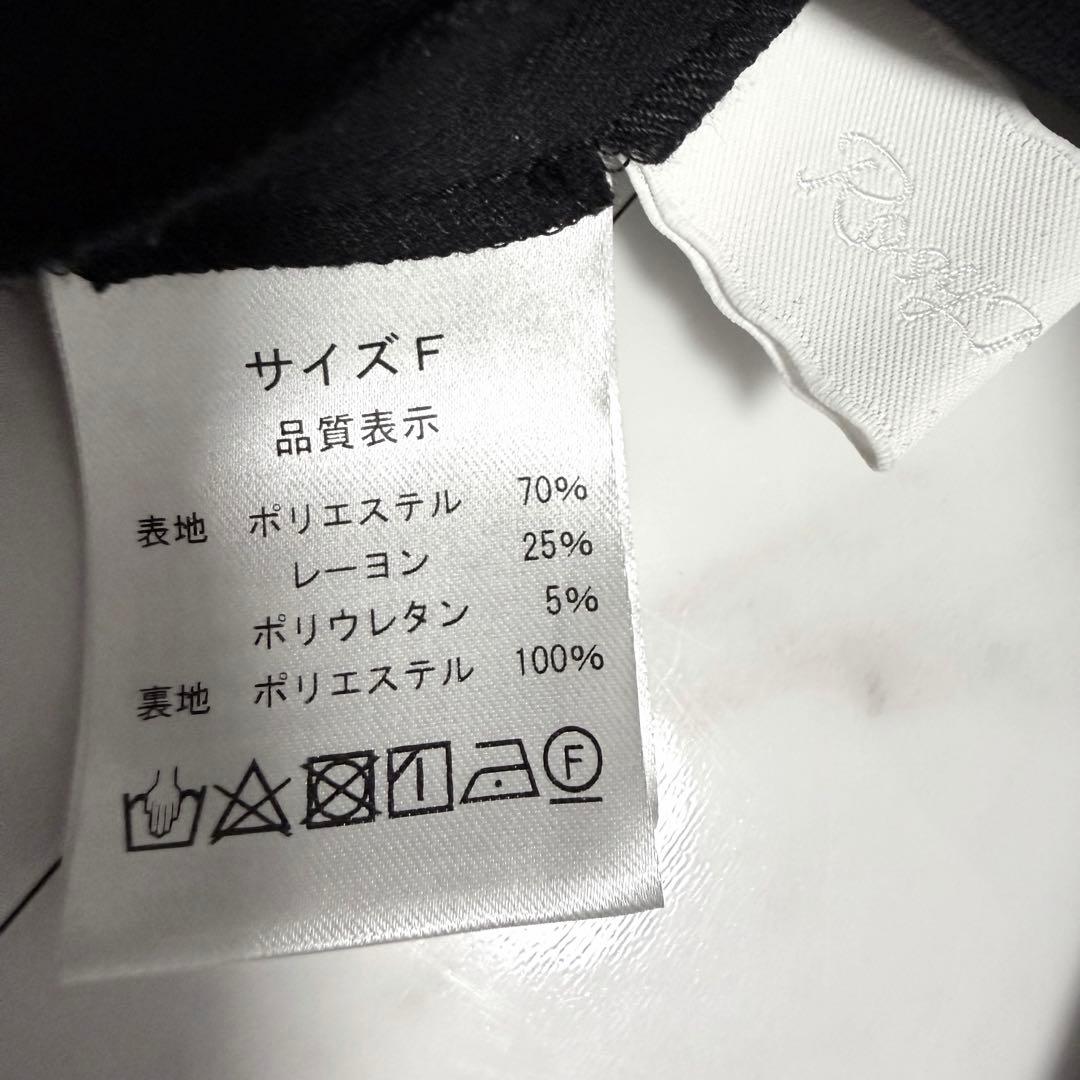 サイズF
品質表示
表地 ポリエステル 70%
レーヨン 25%
ポリウレタン 5%
裏地 ポリエステル 100%
F